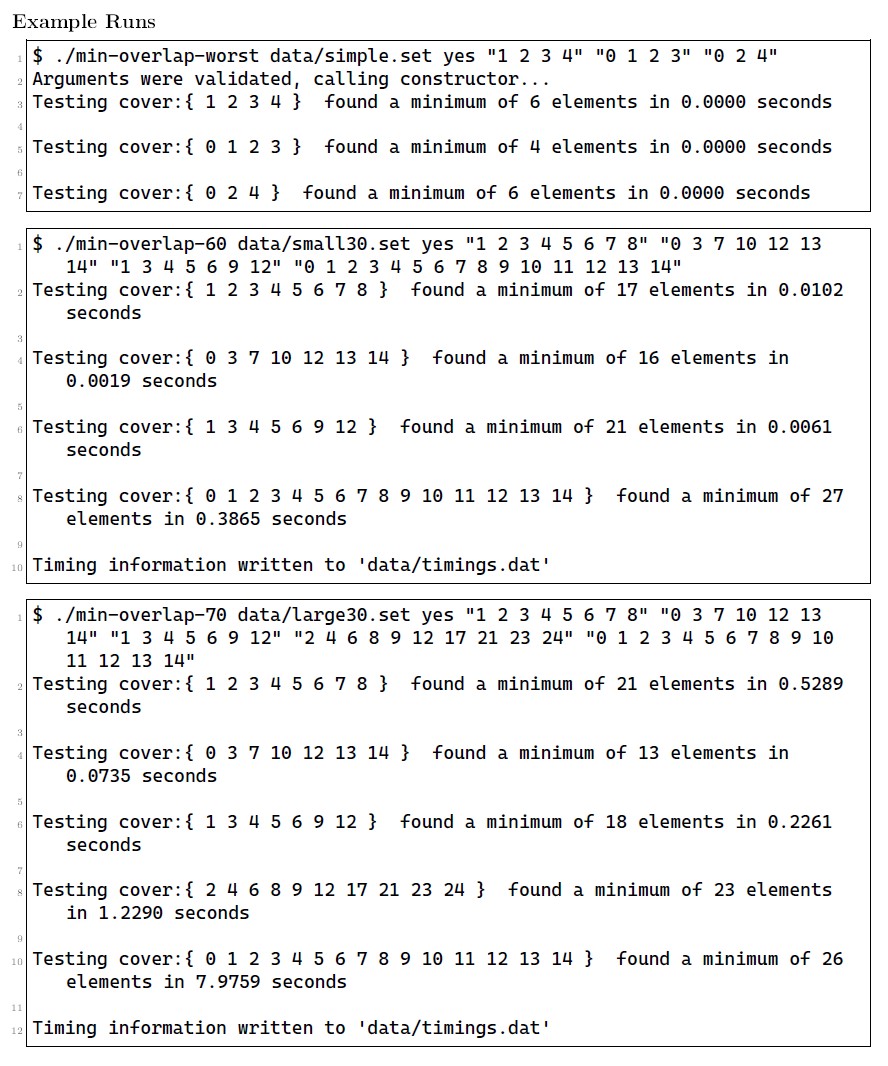 Example Runs
1 $ ./min-overlap-worst data/simple.set yes "1 2 3 4" "0 1 2 3" "0 2 4"
2 Arguments were validated, calling constructor...
3 Testing cover:{ 1 2 3 4 }  found a minimum of 6 elements in 0.0000 seconds
4
5 Testing cover:{ 0 1 2 3 }  found a minimum of 4 elements in 0.0000 seconds
6
7 Testing cover:{ 0 2 4 }  found a minimum of 6 elements in 0.0000 seconds
1 $ ./min-overlap-60 data/small30.set yes "1 2 3 4 5 6 7 8" "0 3 7 10 12 13
14" "1 3 4 5 6 9 12" "0 1 2 3 4 5 6 7 8 9 10 11 12 13 14"
2 Testing cover:{ 1 2 3 4 5 6 7 8 }  found a minimum of 17 elements in 0.0102
seconds
3
4 Testing cover:{ 0 3 7 10 12 13 14 }  found a minimum of 16 elements in
0.0019 seconds
5
6 Testing cover:{ 1 3 4 5 6 9 12 }  found a minimum of 21 elements in 0.0061
seconds
7
8 Testing cover:{ 0 1 2 3 4 5 6 7 8 9 10 11 12 13 14 }  found a minimum of 27
elements in 0.3865 seconds
9
10 Timing information written to 'data/timings.dat'
1 $ ./min-overlap-70 data/large30.set yes "1 2 3 4 5 6 7 8" "0 3 7 10 12 13
14" "1 3 4 5 6 9 12" "2 4 6 8 9 12 17 21 23 24" "0 1 2 3 4 5 6 7 8 9 10
11 12 13 14"
2 Testing cover:{ 1 2 3 4 5 6 7 8 }  found a minimum of 21 elements in 0.5289
seconds
3
4 Testing cover:{ 0 3 7 10 12 13 14 }  found a minimum of 13 elements in
0.0735 seconds
5
6 Testing cover:{ 1 3 4 5 6 9 12 }  found a minimum of 18 elements in 0.2261
seconds
7
8 Testing cover:{ 2 4 6 8 9 12 17 21 23 24 }  found a minimum of 23 elements
in 1.2290 seconds
9
10 Testing cover:{ 0 1 2 3 4 5 6 7 8 9 10 11 12 13 14 }  found a minimum of 26
elements in 7.9759 seconds
11
12 Timing information written to 'data/timings.dat'